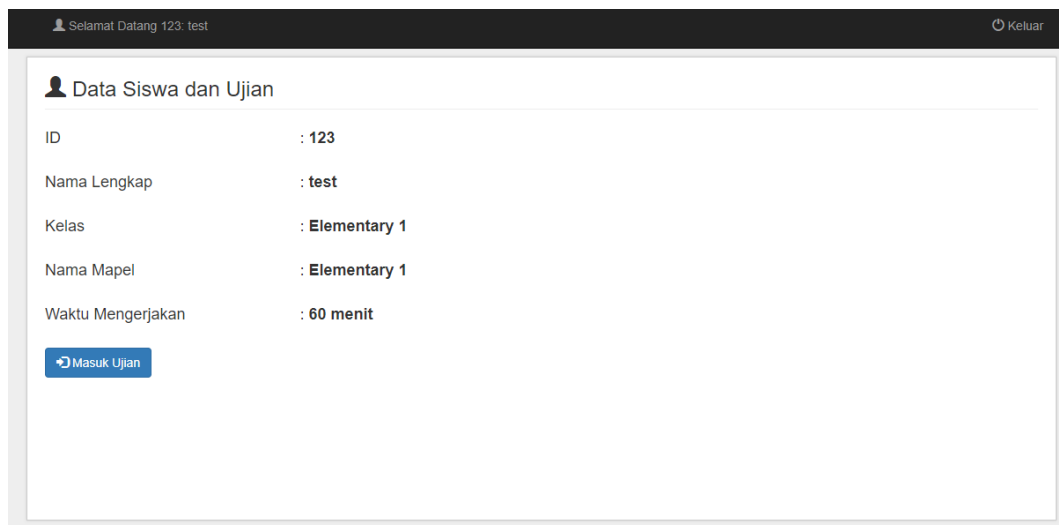 Selamat Datang 123: test
Keluar
Data Siswa dan Ujian
ID : 123
Nama Lengkap : test
Kelas : Elementary 1
Nama Mapel : Elementary 1
Waktu Mengerjakan : 60 menit
Masuk Ujian